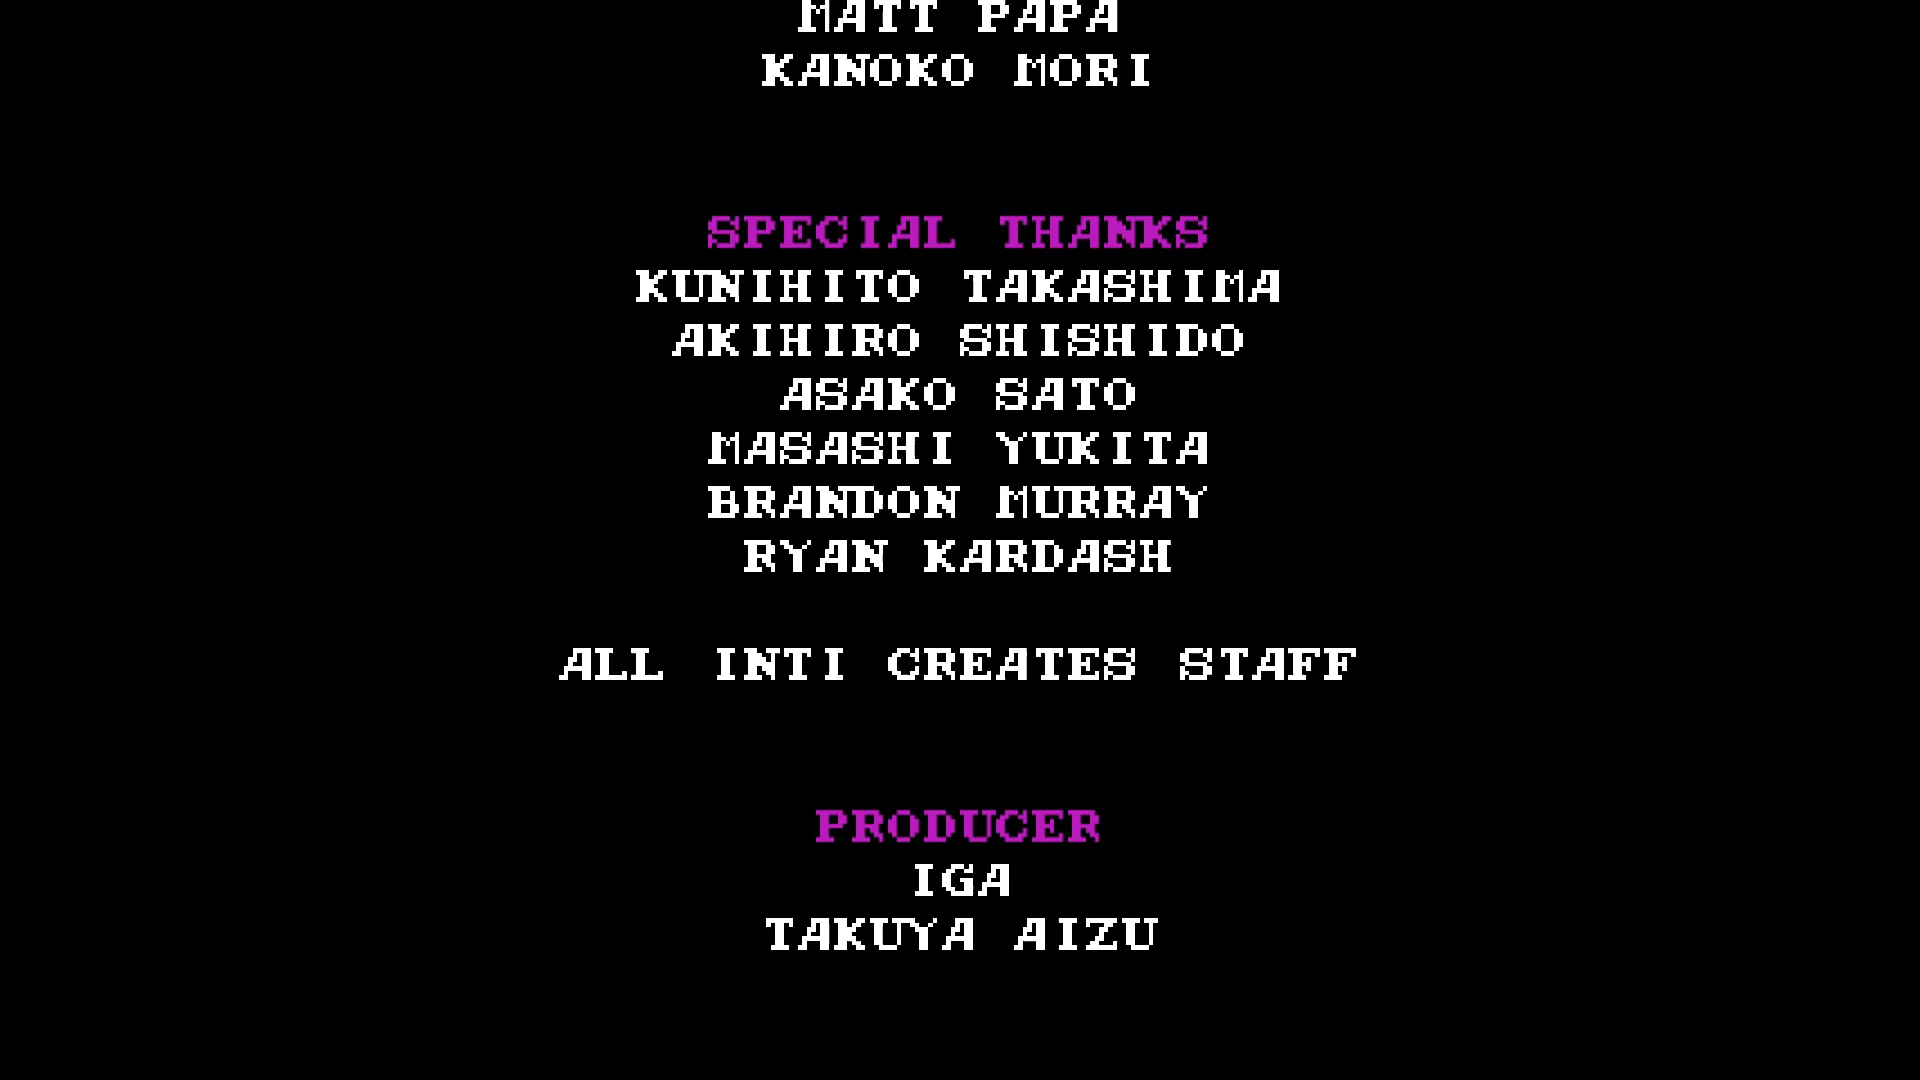 MATT PAPA
KANOKO MORI
SPECIAL THANKS
KUNIHITO TAKASHIMA
AKIHIRO SHISHIDO
ASAKO SATO
MASASHI YUKITA
BRANDON MURRAY
RYAN KARDASH
ALL INTI CREATES STAFF
PRODUCER
IGA
TAKUYA AIZU